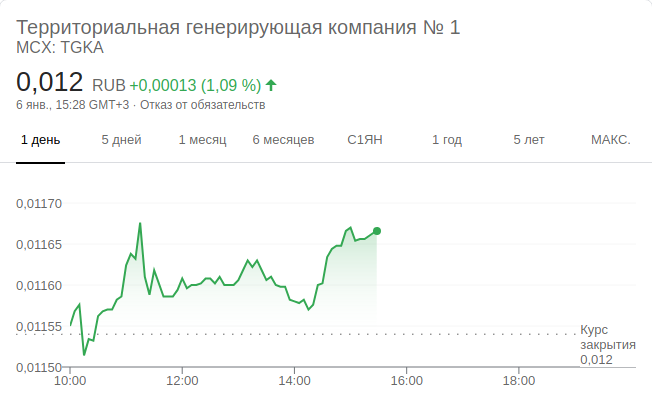 Территориальная генерирующая компания № 1
MCX: TGKA
0,012 RUB +0,00013 (1,09 %)
6 янв., 15:28 GMT+3 · Отказ от обязательств
1 день 5 дней 1 месяц 6 месяцев С1ЯН 1 год 5 лет МАКС.
0,01170
0,01165
0,01160
0,01155
Курс
закрытия
0,012
0,01150
10:00 12:00 14:00 16:00 18:00